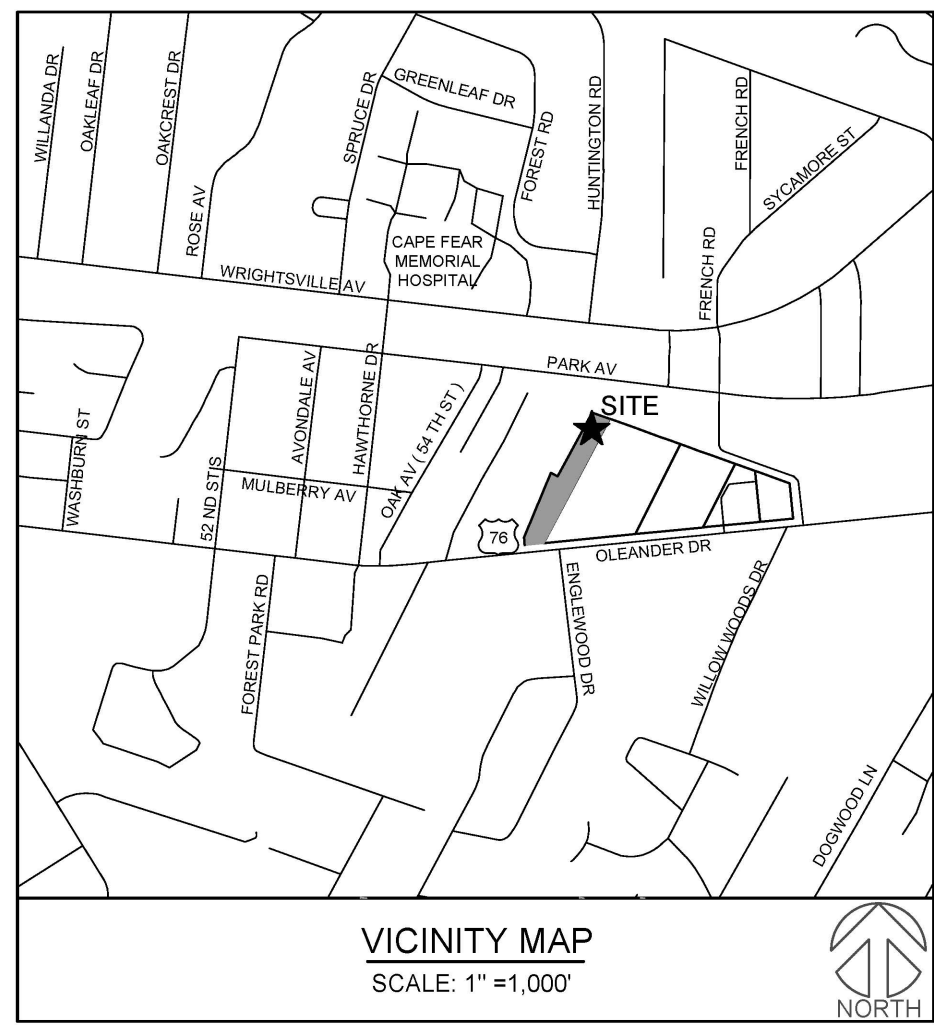 WILLANDA DR
OAKLEAF DR
OAKCREST DR
ROSE AV
SPRUCE DR
GREENLEAF DR
FOREST RD
HUNTINGTON RD
FRENCH RD
SYCAMORE ST
FRENCH RD
CAPE FEAR
MEMORIAL
HOSPITAL
WRIGHTSVILLE AV
PARK AV
SITE
WASHBURN ST
52 ND STIS
AVONDALE AV
HAWTHORNE DR
OAK AV ( 54 TH ST )
MULBERRY AV
76
OLEANDER DR
FOREST PARK RD
ENGLEWOOD DR
WILLOW WOODS DR
DOGWOOD LN
VICINITY MAP
SCALE: 1" =1,000'
NORTH